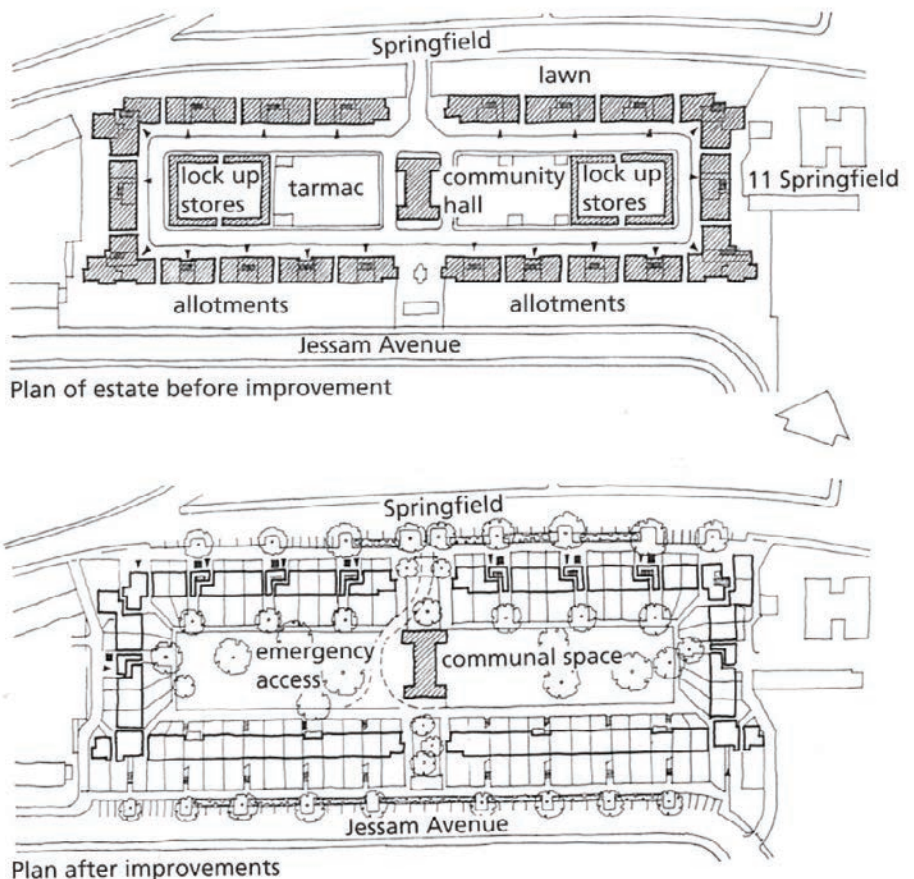 Springfield
lawn
lock up
stores
tarmac
community
hall
lock up
stores
11 Springfield
allotments
allotments
Jessam Avenue
Plan of estate before improvement
Springfield
emergency
access
communal space
Jessam Avenue
Plan after improvements